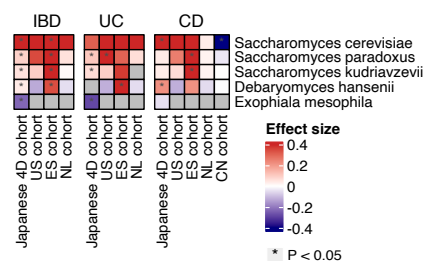 IBD UC CD
Saccharomyces cerevisiae
Saccharomyces paradoxus
Saccharomyces kudriavzevii
Debaryomyces hansenii
Exophiala mesophila
Japanese 4D cohort
US cohort
ES cohort
NL cohort
Japanese 4D cohort
US cohort
ES cohort
NL cohort
Japanese 4D cohort
US cohort
ES cohort
NL cohort
CN cohort
Effect size
0.4
0.2
0
-0.2
-0.4
* P < 0.05